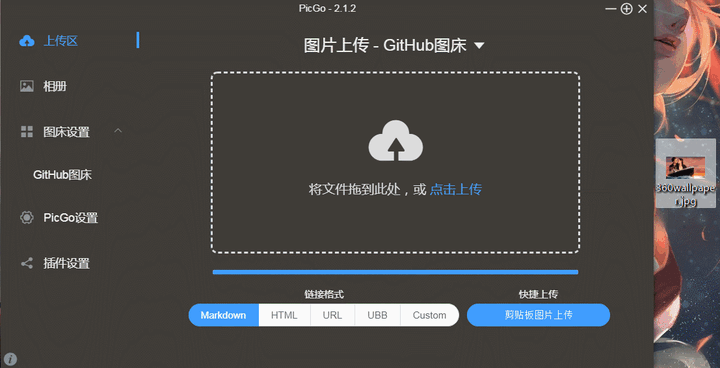 PicGo - 2.1.2
上传区
相册
图床设置
GitHub图床
PicGo设置
插件设置
图片上传 - GitHub图床
将文件拖到此处，或 点击上传
链接格式
快捷上传
Markdown HTML URL UBB Custom
剪贴板图片上传
360wallpape
r.jpg